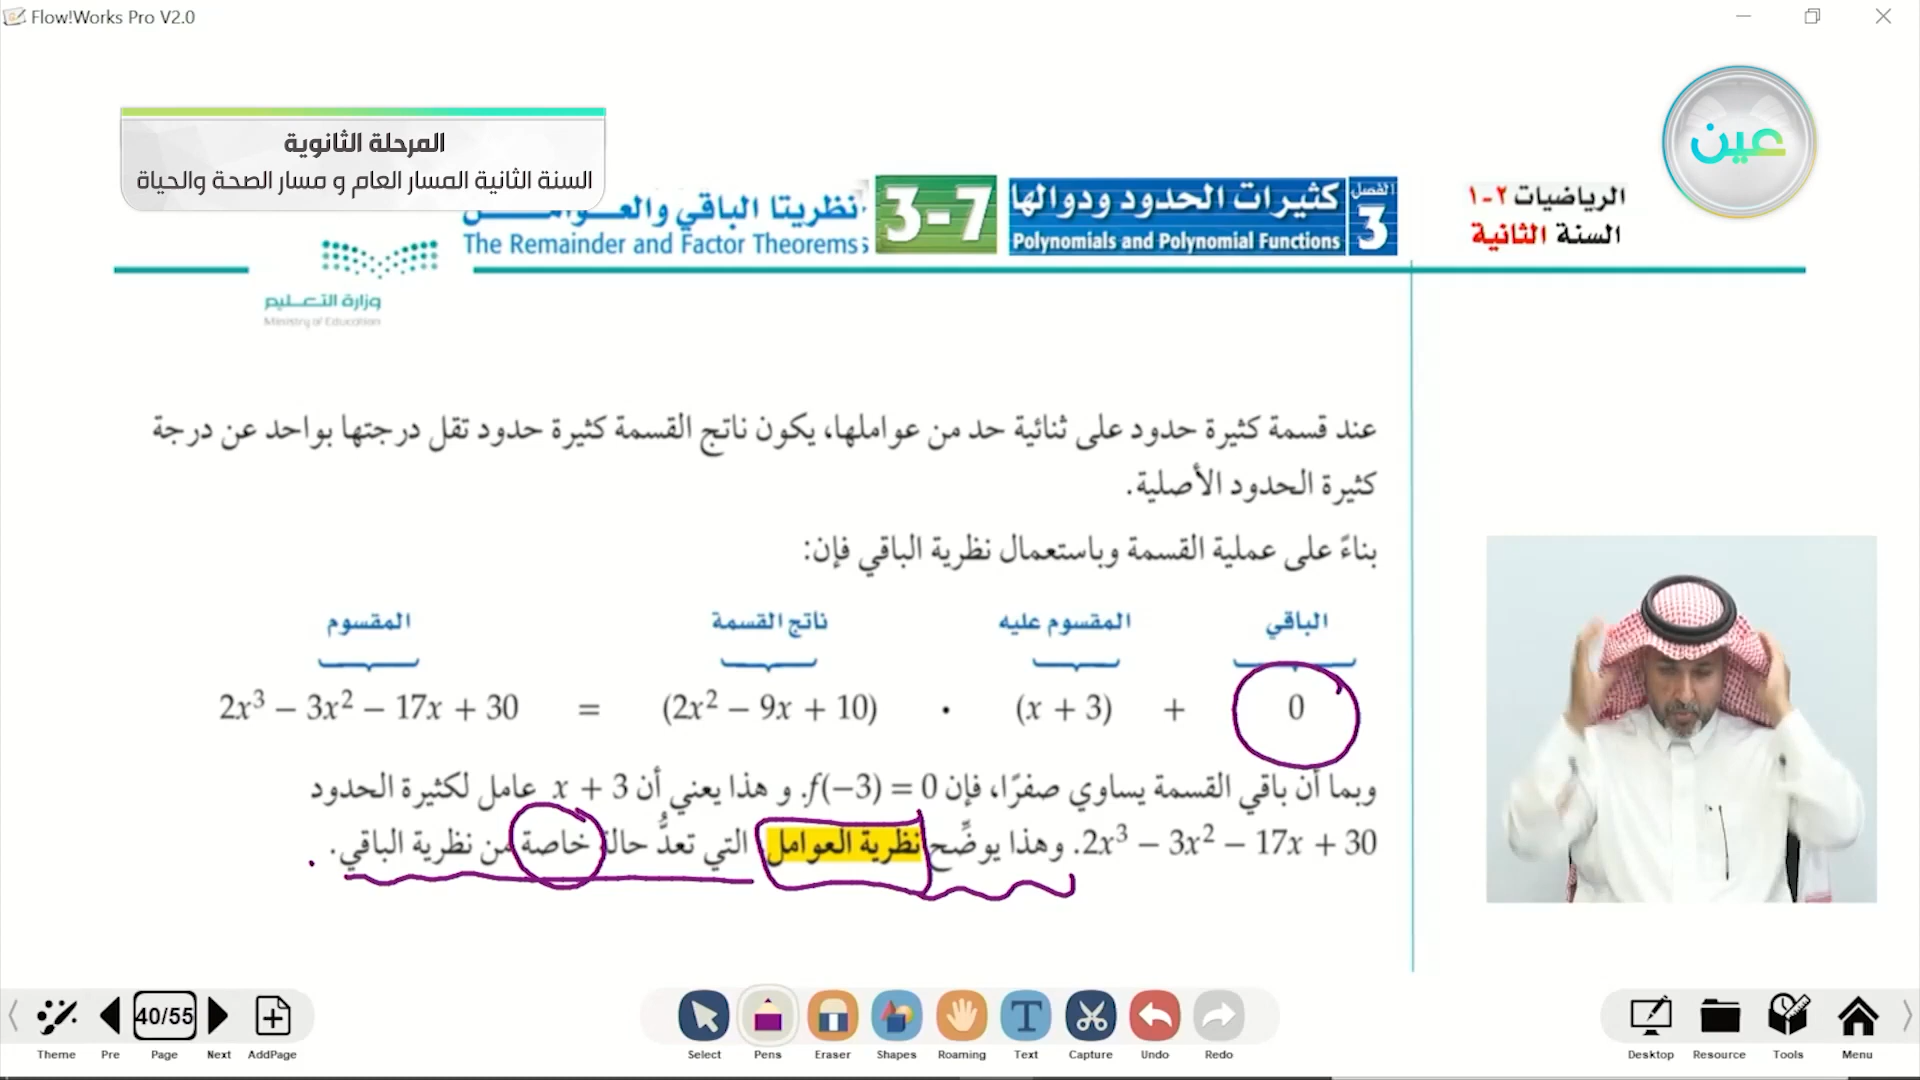 Flow!Works Pro V2.0
المرحلة الثانوية
السنة الثانية المسار العام و مسار الصحة والحياة
عين
الرياضيات ٢-١
السنة الثانية
الفصل 3
كثيرات الحدود ودوالها
Polynomials and Polynomial Functions
3-7
نظريتا الباقي والعوامل
The Remainder and Factor Theorems
وزارة التعليم
Ministry of Education
عند قسمة كثيرة حدود على ثنائية حد من عواملها، يكون ناتج القسمة كثيرة حدود تقل درجتها بواحد عن درجة
كثيرة الحدود الأصلية.
بناءً على عملية القسمة وباستعمال نظرية الباقي فإن:
المقسوم ناتج القسمة المقسوم عليه الباقي
2x³ − 3x² − 17x + 30 = (2x² − 9x + 10) · (x + 3) + 0
وبما أن باقي القسمة يساوي صفرًا، فإن f(−3) = 0. و هذا يعني أن x + 3 عامل لكثيرة الحدود
2x³ − 3x² − 17x + 30. وهذا يوضِّح نظرية العوامل التي تعدُّ حالة خاصة من نظرية الباقي.
40/55
Theme Pre Page Next AddPage Select Pens Eraser Shapes Roaming Text Capture Undo Redo Desktop Resource Tools Menu